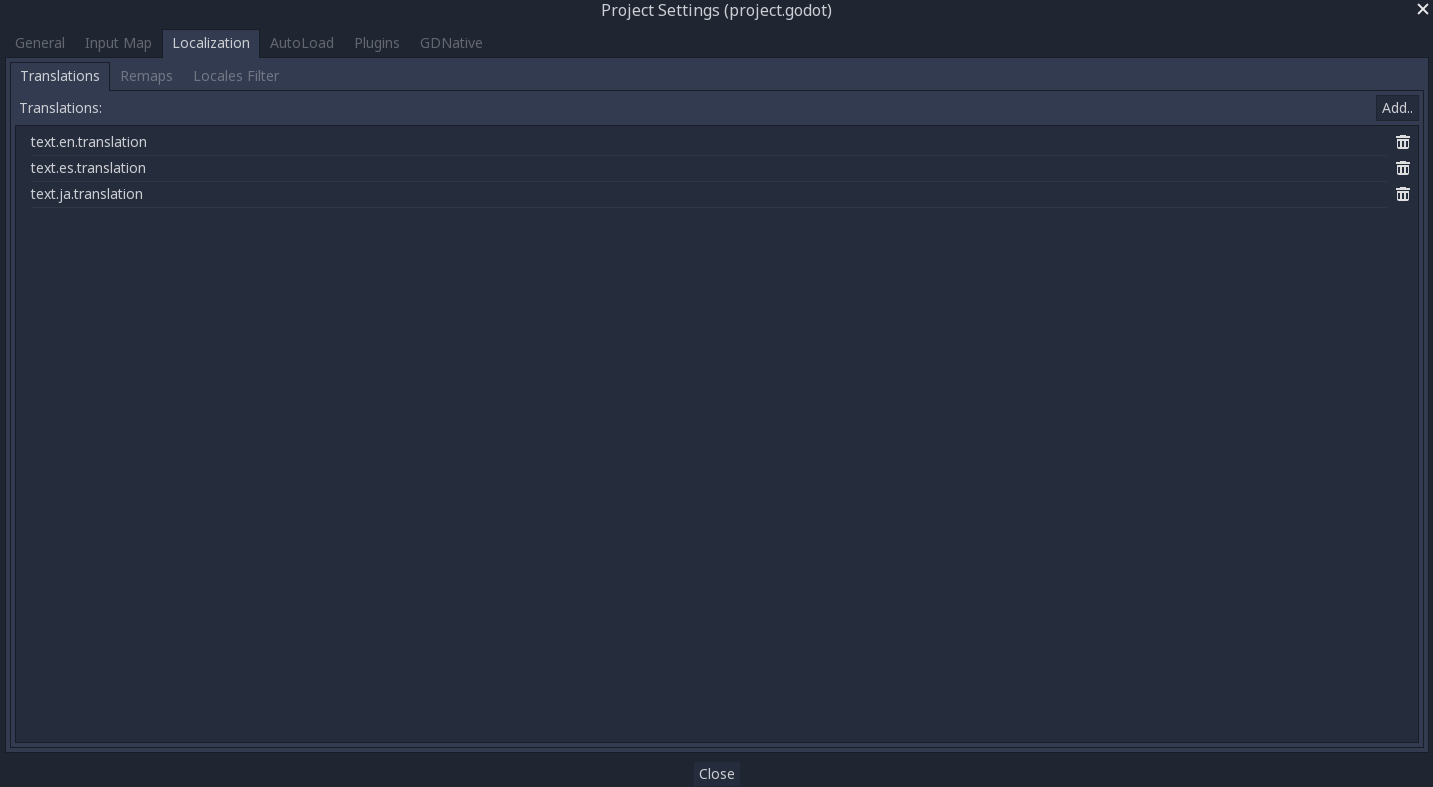 Project Settings (project.godot)
General Input Map Localization AutoLoad Plugins GDNative
Translations Remaps Locales Filter
Translations: Add..
text.en.translation
text.es.translation
text.ja.translation
Close